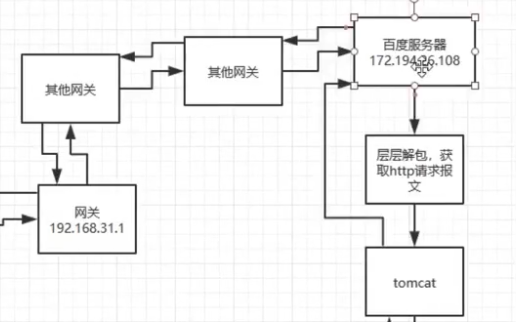 百度服务器
172.194.26.108
其他网关
其他网关
层层解包，获
取http请求报
文
网关
192.168.31.1
tomcat